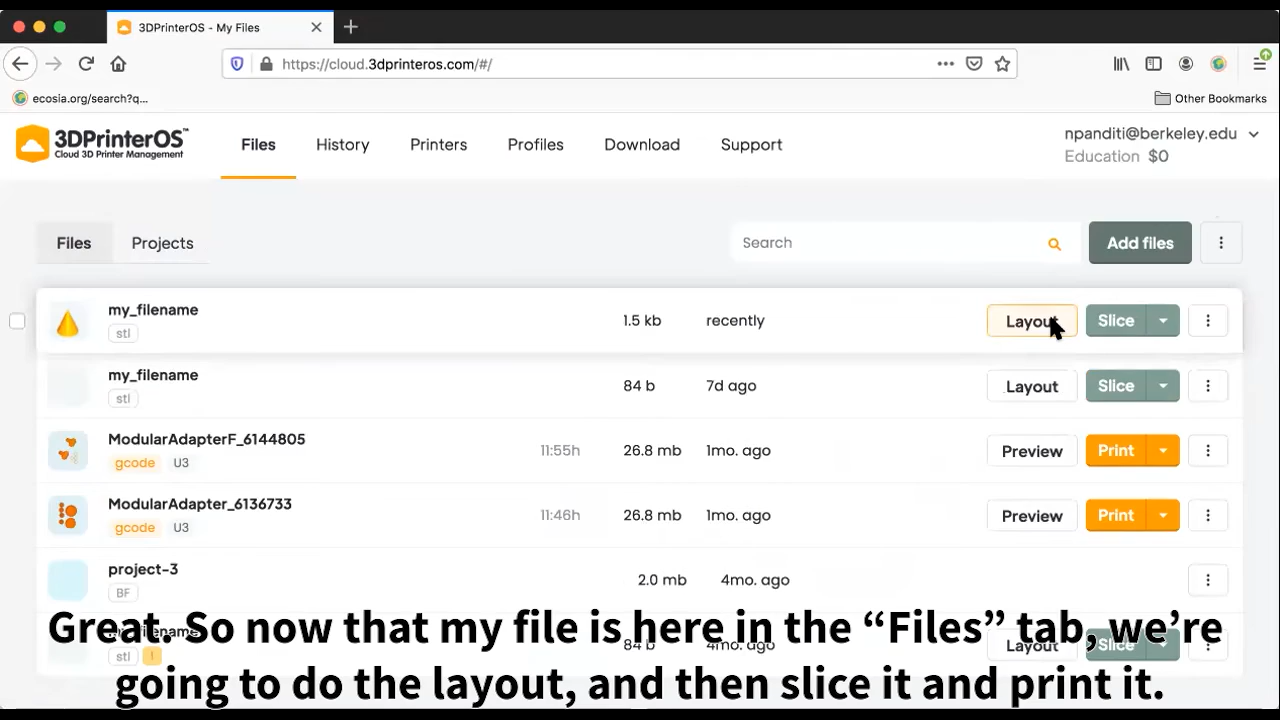 3DPrinterOS - My Files
https://cloud.3dprinteros.com/#/
ecosia.org/search?q...
Other Bookmarks
3DPrinterOS™
Cloud 3D Printer Management
Files History Printers Profiles Download Support
npanditi@berkeley.edu
Education $0
Files Projects Search Add files
my_filename
stl
1.5 kb recently Layout Slice
my_filename
stl
84 b 7d ago Layout Slice
ModularAdapterF_6144805
gcode U3
11:55h 26.8 mb 1mo. ago Preview Print
ModularAdapter_6136733
gcode U3
11:46h 26.8 mb 1mo. ago Preview Print
project-3
BF
2.0 mb 4mo. ago
my_filename
stl !
84 b 4mo. ago Layout Slice
Great. So now that my file is here in the “Files” tab, we’re
going to do the layout, and then slice it and print it.